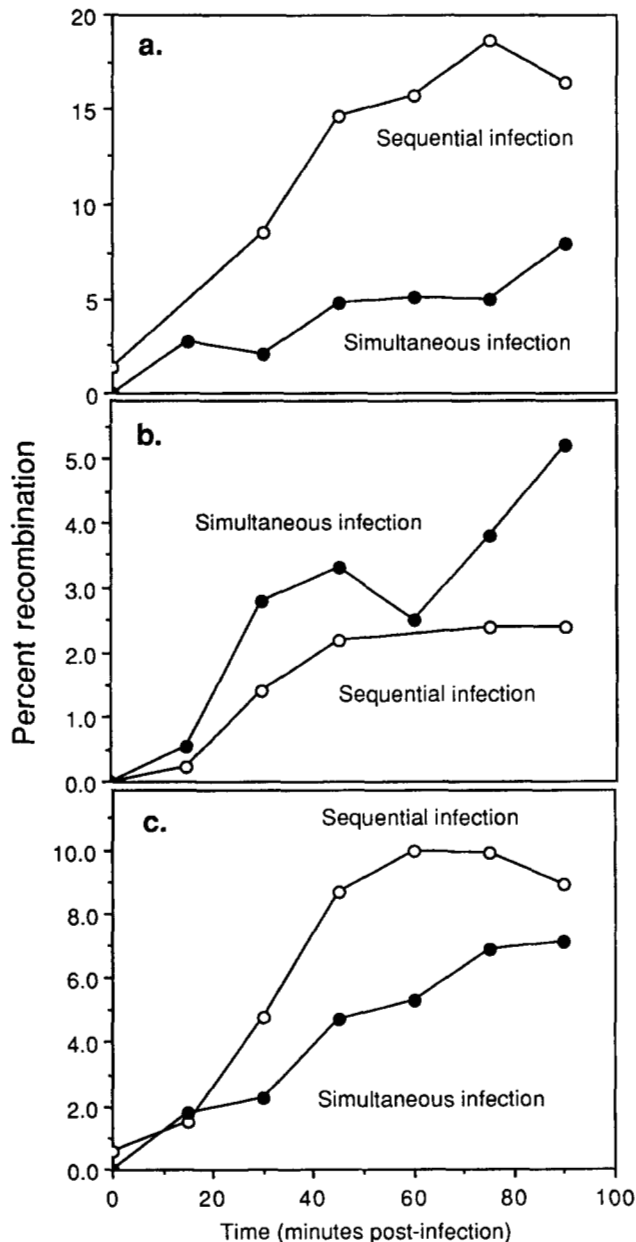 a.
20
15
10
5
0
Sequential infection
Simultaneous infection
b.
5.0
4.0
3.0
2.0
1.0
0.0
Simultaneous infection
Sequential infection
c.
10.0
8.0
6.0
4.0
2.0
0.0
Sequential infection
Simultaneous infection
Percent recombination
0 20 40 60 80 100
Time (minutes post-infection)